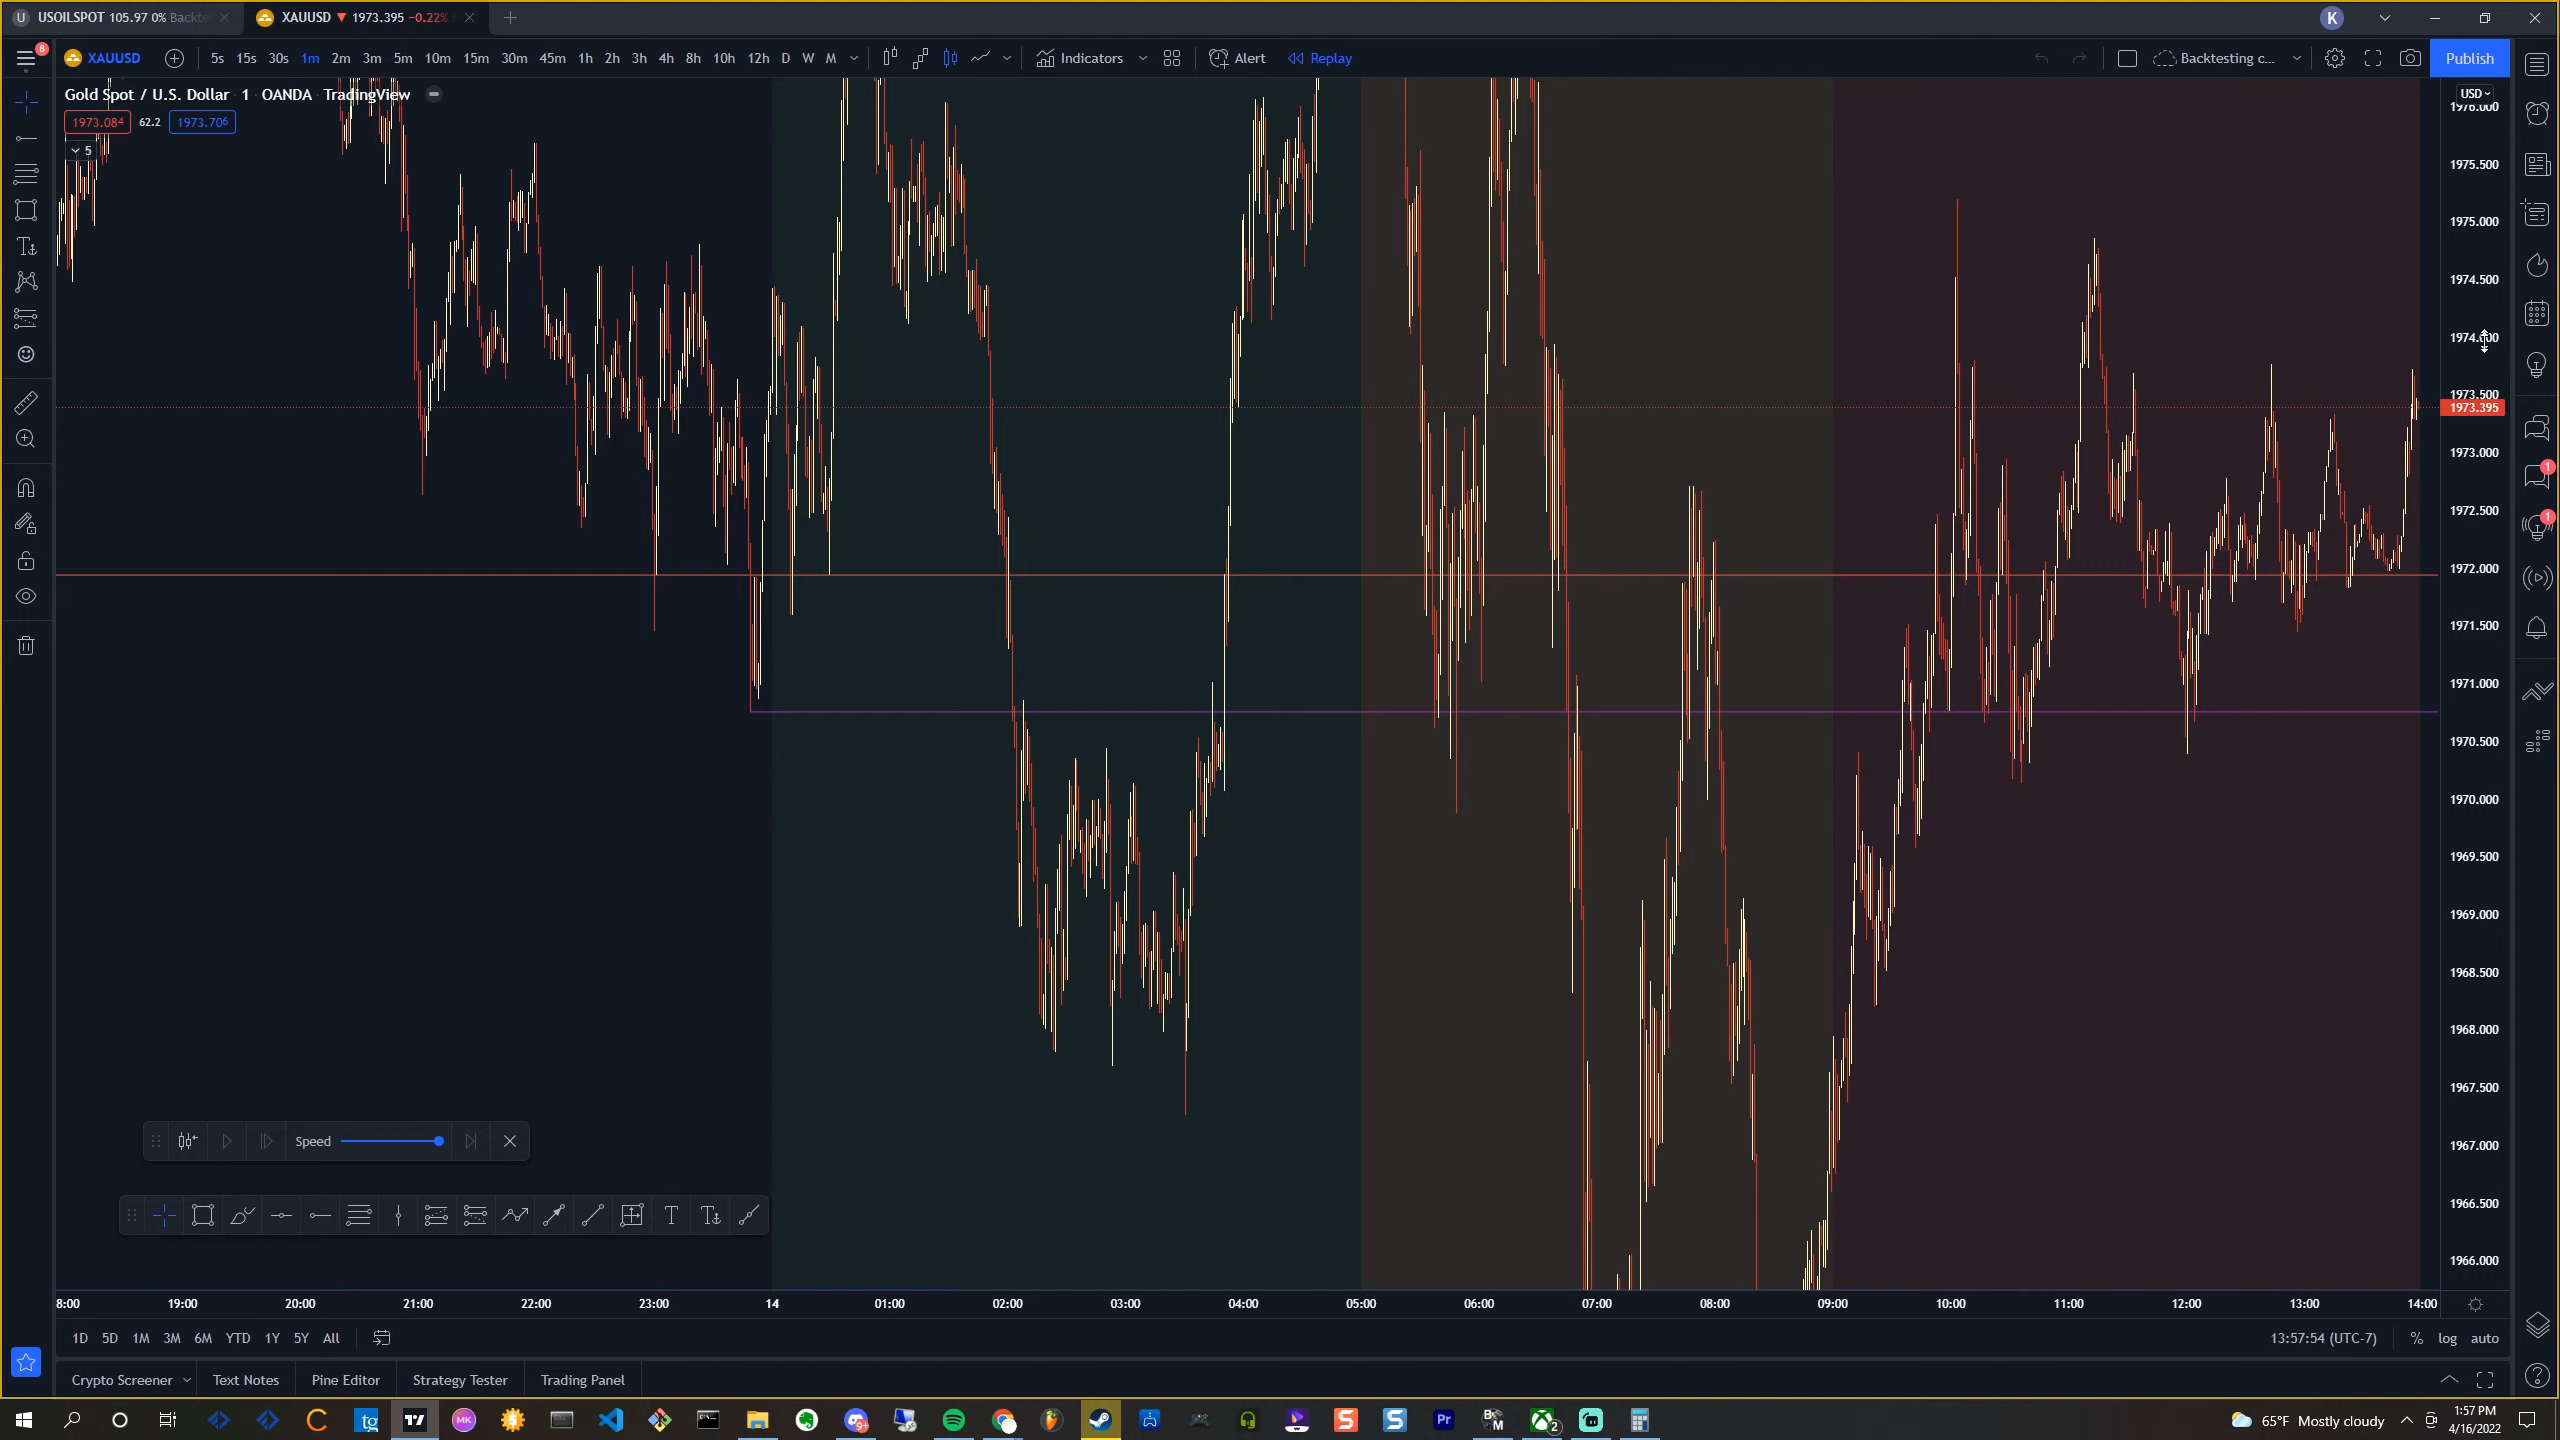 USOILSPOT 105.97 0% Backte
XAUUSD ▼ 1973.395 −0.22%
K
8
XAUUSD
5s 15s 30s 1m 2m 3m 5m 10m 15m 30m 45m 1h 2h 3h 4h 8h 10h 12h D W M
Indicators
Alert
Replay
Backtesting c...
Publish
Gold Spot / U.S. Dollar · 1 · OANDA · TradingView
1973.084 62.2 1973.706
5
USD
1976.000
1975.500
1975.000
1974.500
1973.500
1973.395
1973.000
1972.500
1972.000
1971.500
1971.000
1970.500
1970.000
1969.500
1969.000
1968.500
1968.000
1967.500
1967.000
1966.500
1966.000
1
1
Speed
8:00 19:00 20:00 21:00 22:00 23:00 14 01:00 02:00 03:00 04:00 05:00 06:00 07:00 08:00 09:00 10:00 11:00 12:00 13:00 14:00
1D 5D 1M 3M 6M YTD 1Y 5Y All
13:57:54 (UTC-7) % log auto
Crypto Screener Text Notes Pine Editor Strategy Tester Trading Panel
65°F Mostly cloudy
1:57 PM
4/16/2022